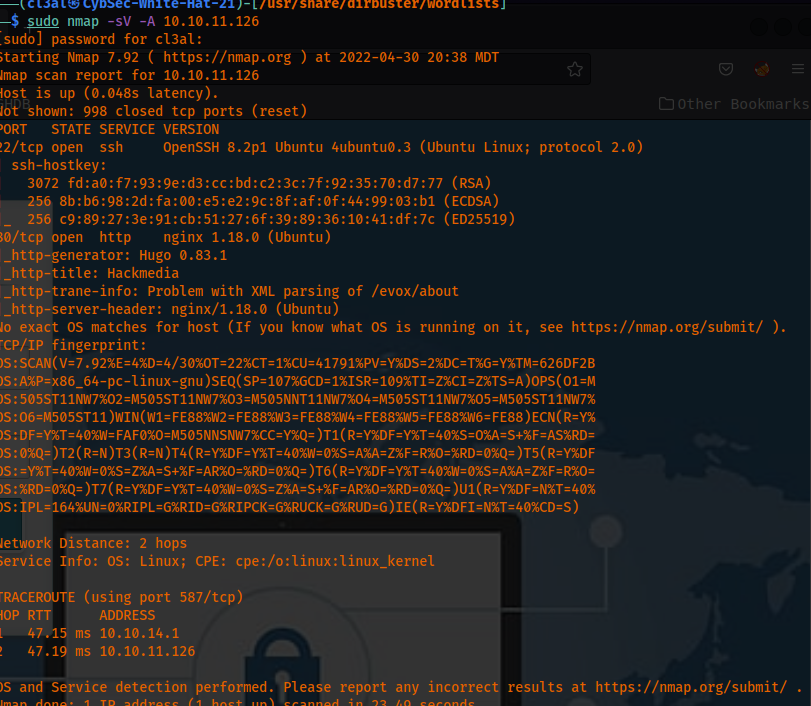 (cl3al㉿CybSec-White-Hat-21)-[/usr/share/dirbuster/wordlists]
$ sudo nmap -sV -A 10.10.11.126
[sudo] password for cl3al:
Starting Nmap 7.92 ( https://nmap.org ) at 2022-04-30 20:38 MDT
Nmap scan report for 10.10.11.126
Host is up (0.048s latency).
Not shown: 998 closed tcp ports (reset)
Other Bookmarks
PORT   STATE SERVICE VERSION
22/tcp open  ssh     OpenSSH 8.2p1 Ubuntu 4ubuntu0.3 (Ubuntu Linux; protocol 2.0)
ssh-hostkey:
3072 fd:a0:f7:93:9e:d3:cc:bd:c2:3c:7f:92:35:70:d7:77 (RSA)
256 8b:b6:98:2d:fa:00:e5:e2:9c:8f:af:0f:44:99:03:b1 (ECDSA)
|_  256 c9:89:27:3e:91:cb:51:27:6f:39:89:36:10:41:df:7c (ED25519)
80/tcp open  http    nginx 1.18.0 (Ubuntu)
|_http-generator: Hugo 0.83.1
|_http-title: Hackmedia
|_http-trane-info: Problem with XML parsing of /evox/about
|_http-server-header: nginx/1.18.0 (Ubuntu)
No exact OS matches for host (If you know what OS is running on it, see https://nmap.org/submit/ ).
TCP/IP fingerprint:
OS:SCAN(V=7.92%E=4%D=4/30%OT=22%CT=1%CU=41791%PV=Y%DS=2%DC=T%G=Y%TM=626DF2B
OS:A%P=x86_64-pc-linux-gnu)SEQ(SP=107%GCD=1%ISR=109%TI=Z%CI=Z%TS=A)OPS(O1=M
OS:505ST11NW7%O2=M505ST11NW7%O3=M505NNT11NW7%O4=M505ST11NW7%O5=M505ST11NW7%
OS:O6=M505ST11)WIN(W1=FE88%W2=FE88%W3=FE88%W4=FE88%W5=FE88%W6=FE88)ECN(R=Y%
OS:DF=Y%T=40%W=FAF0%O=M505NNSNW7%CC=Y%Q=)T1(R=Y%DF=Y%T=40%S=O%A=S+%F=AS%RD=
OS:0%Q=)T2(R=N)T3(R=N)T4(R=Y%DF=Y%T=40%W=0%S=A%A=Z%F=R%O=%RD=0%Q=)T5(R=Y%DF
OS:=Y%T=40%W=0%S=Z%A=S+%F=AR%O=%RD=0%Q=)T6(R=Y%DF=Y%T=40%W=0%S=A%A=Z%F=R%O=
OS:%RD=0%Q=)T7(R=Y%DF=Y%T=40%W=0%S=Z%A=S+%F=AR%O=%RD=0%Q=)U1(R=Y%DF=N%T=40%
OS:IPL=164%UN=0%RIPL=G%RID=G%RIPCK=G%RUCK=G%RUD=G)IE(R=Y%DFI=N%T=40%CD=S)
Network Distance: 2 hops
Service Info: OS: Linux; CPE: cpe:/o:linux:linux_kernel
TRACEROUTE (using port 587/tcp)
HOP RTT      ADDRESS
1   47.15 ms 10.10.14.1
2   47.19 ms 10.10.11.126
OS and Service detection performed. Please report any incorrect results at https://nmap.org/submit/ .
Nmap done: 1 IP address (1 host up) scanned in 23.49 seconds